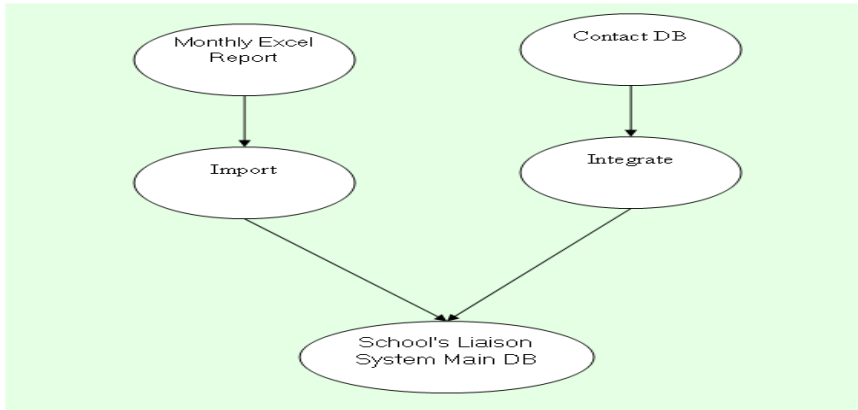 Monthly Excel
Report
Contact DB
Import
Integrate
School's Liaison
System Main DB